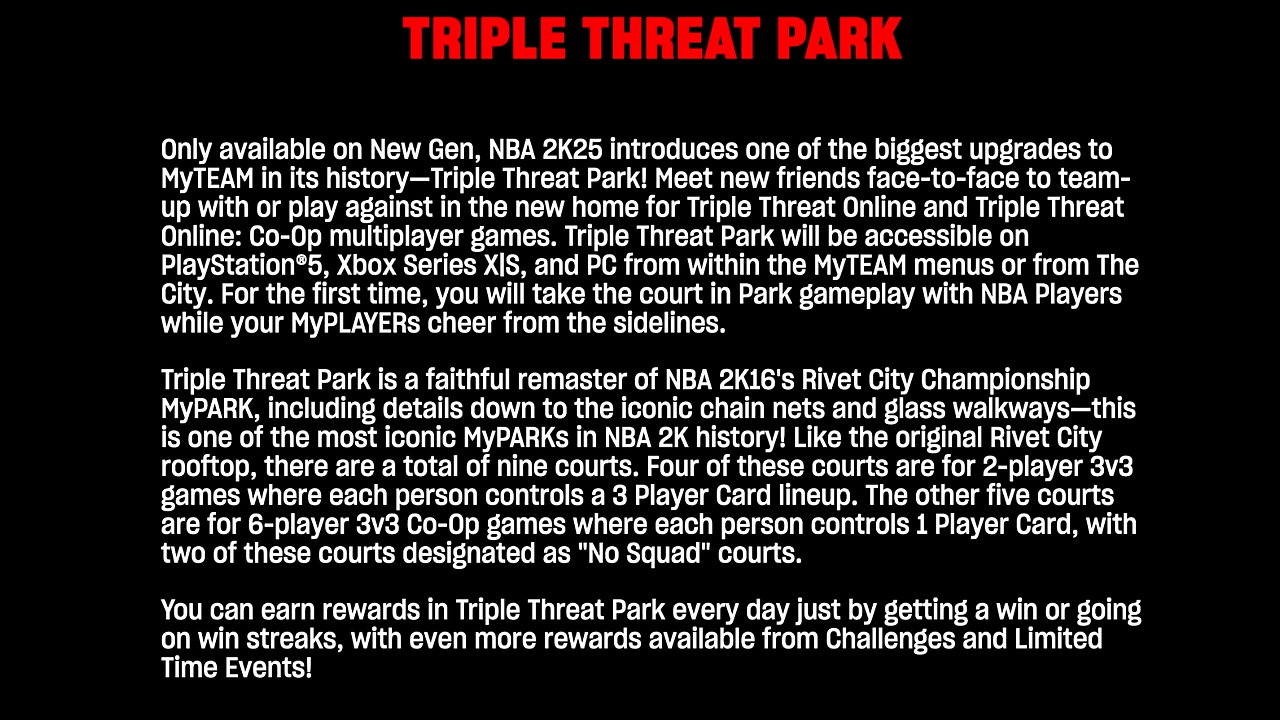 TRIPLE THREAT PARK
Only available on New Gen, NBA 2K25 introduces one of the biggest upgrades to
MyTEAM in its history—Triple Threat Park! Meet new friends face-to-face to team-
up with or play against in the new home for Triple Threat Online and Triple Threat
Online: Co-Op multiplayer games. Triple Threat Park will be accessible on
PlayStation®5, Xbox Series X|S, and PC from within the MyTEAM menus or from The
City. For the first time, you will take the court in Park gameplay with NBA Players
while your MyPLAYERs cheer from the sidelines.
Triple Threat Park is a faithful remaster of NBA 2K16's Rivet City Championship
MyPARK, including details down to the iconic chain nets and glass walkways—this
is one of the most iconic MyPARKs in NBA 2K history! Like the original Rivet City
rooftop, there are a total of nine courts. Four of these courts are for 2-player 3v3
games where each person controls a 3 Player Card lineup. The other five courts
are for 6-player 3v3 Co-Op games where each person controls 1 Player Card, with
two of these courts designated as "No Squad" courts.
You can earn rewards in Triple Threat Park every day just by getting a win or going
on win streaks, with even more rewards available from Challenges and Limited
Time Events!